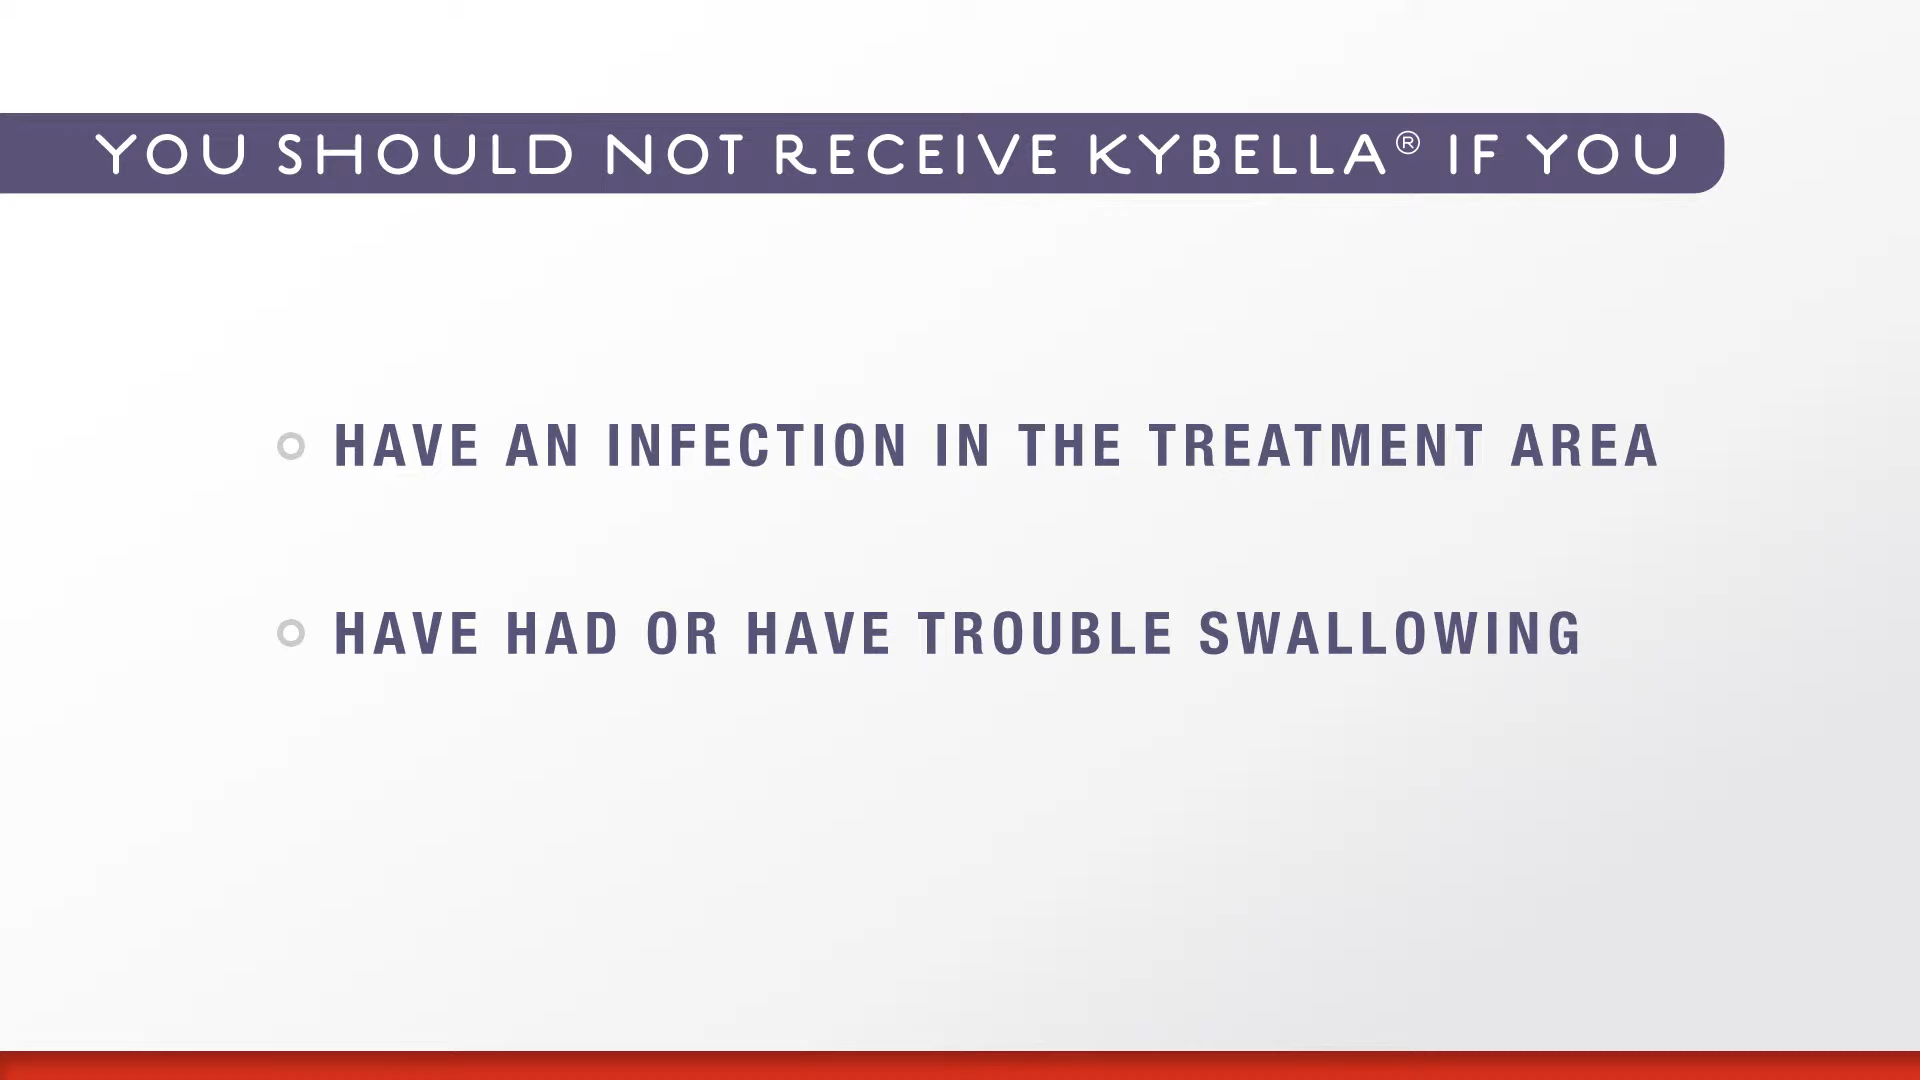 YOU SHOULD NOT RECEIVE KYBELLA® IF YOU
HAVE AN INFECTION IN THE TREATMENT AREA
HAVE HAD OR HAVE TROUBLE SWALLOWING